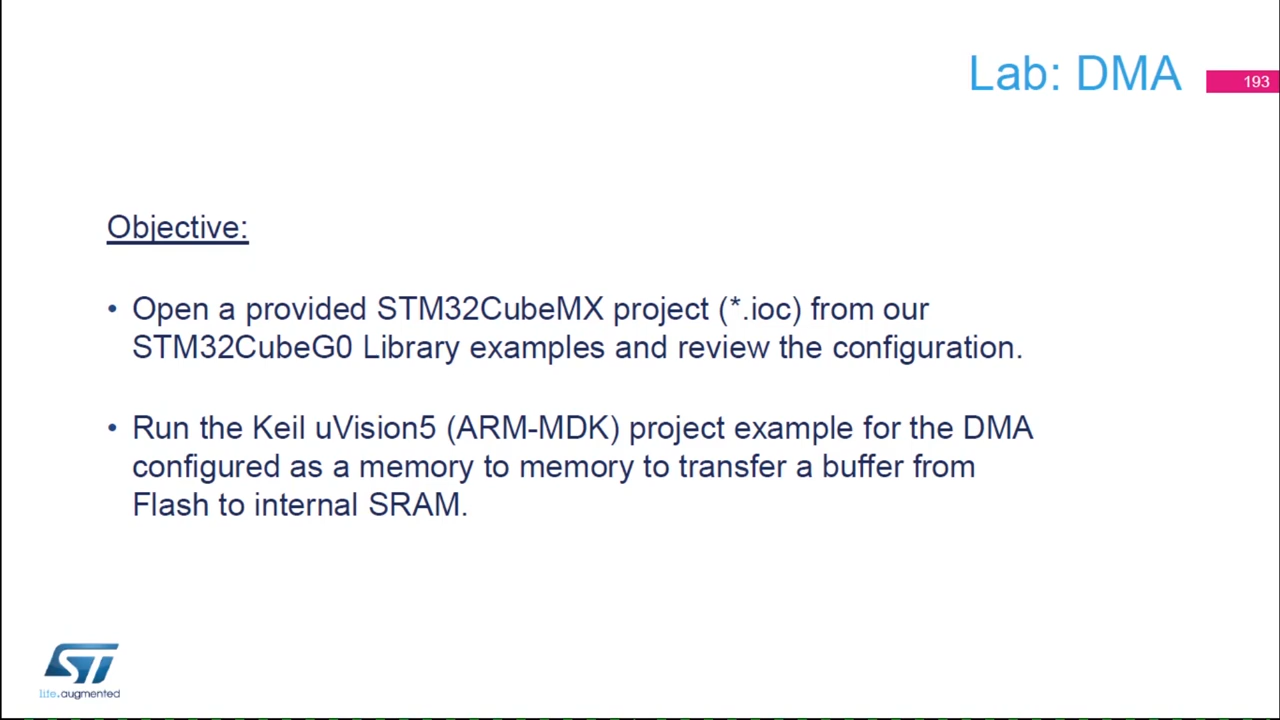 Lab: DMA
193
Objective:
• Open a provided STM32CubeMX project (*.ioc) from our
STM32CubeG0 Library examples and review the configuration.
• Run the Keil uVision5 (ARM-MDK) project example for the DMA
configured as a memory to memory to transfer a buffer from
Flash to internal SRAM.
ST
life.augmented